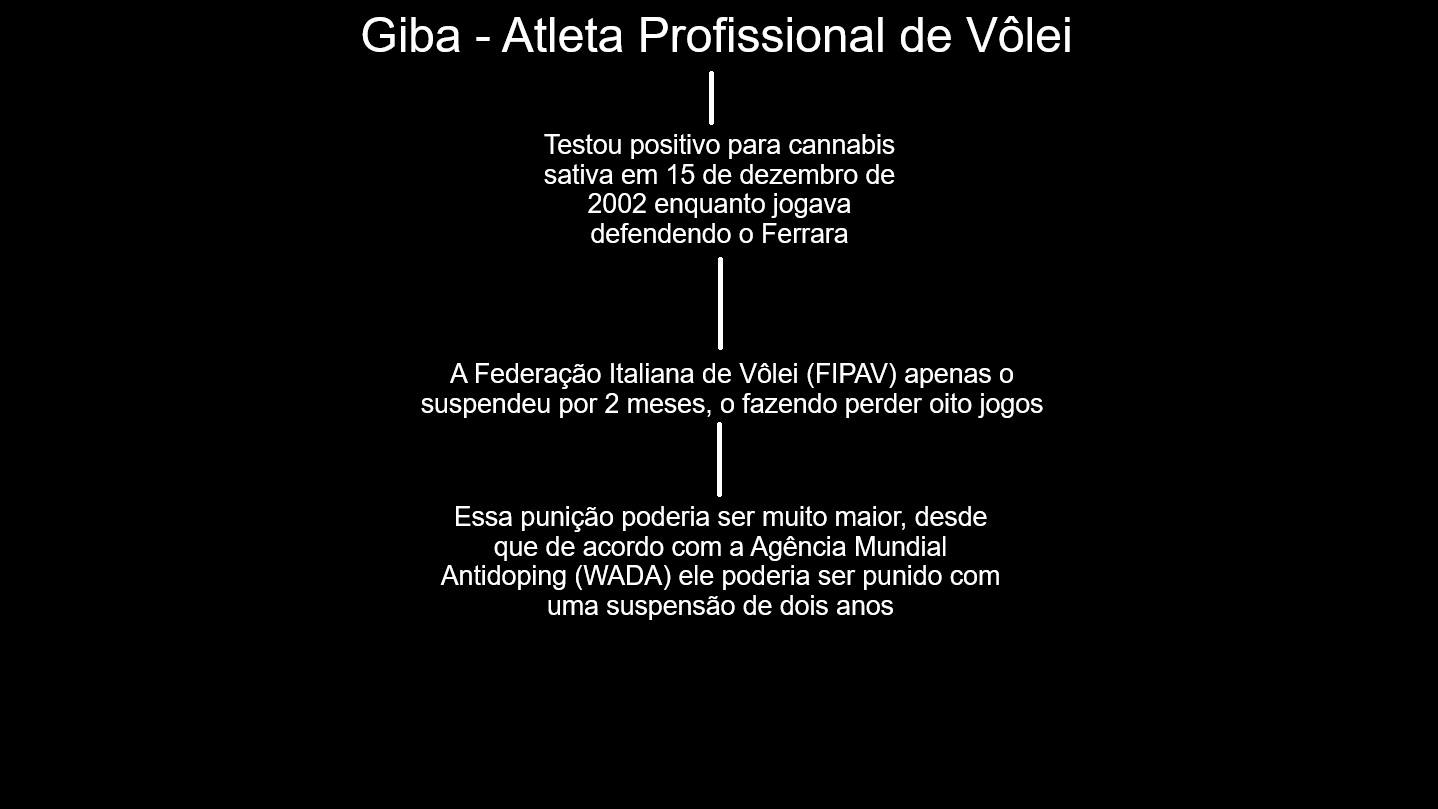 Giba - Atleta Profissional de Vôlei
Testou positivo para cannabis
sativa em 15 de dezembro de
2002 enquanto jogava
defendendo o Ferrara
A Federação Italiana de Vôlei (FIPAV) apenas o
suspendeu por 2 meses, o fazendo perder oito jogos
Essa punição poderia ser muito maior, desde
que de acordo com a Agência Mundial
Antidoping (WADA) ele poderia ser punido com
uma suspensão de dois anos